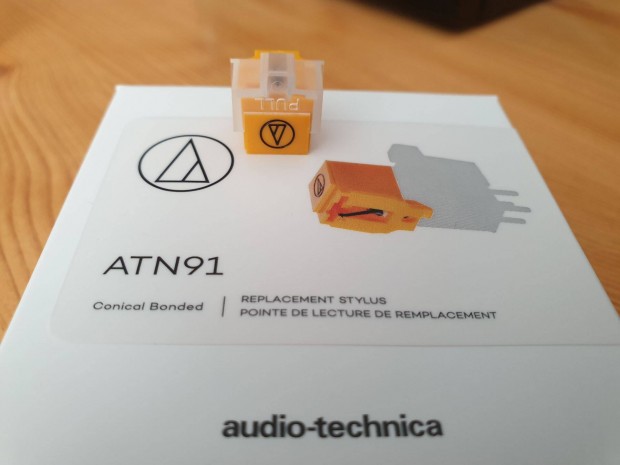 PULL
ATN91
Conical Bonded
REPLACEMENT STYLUS
POINTE DE LECTURE DE REMPLACEMENT
audio-technica